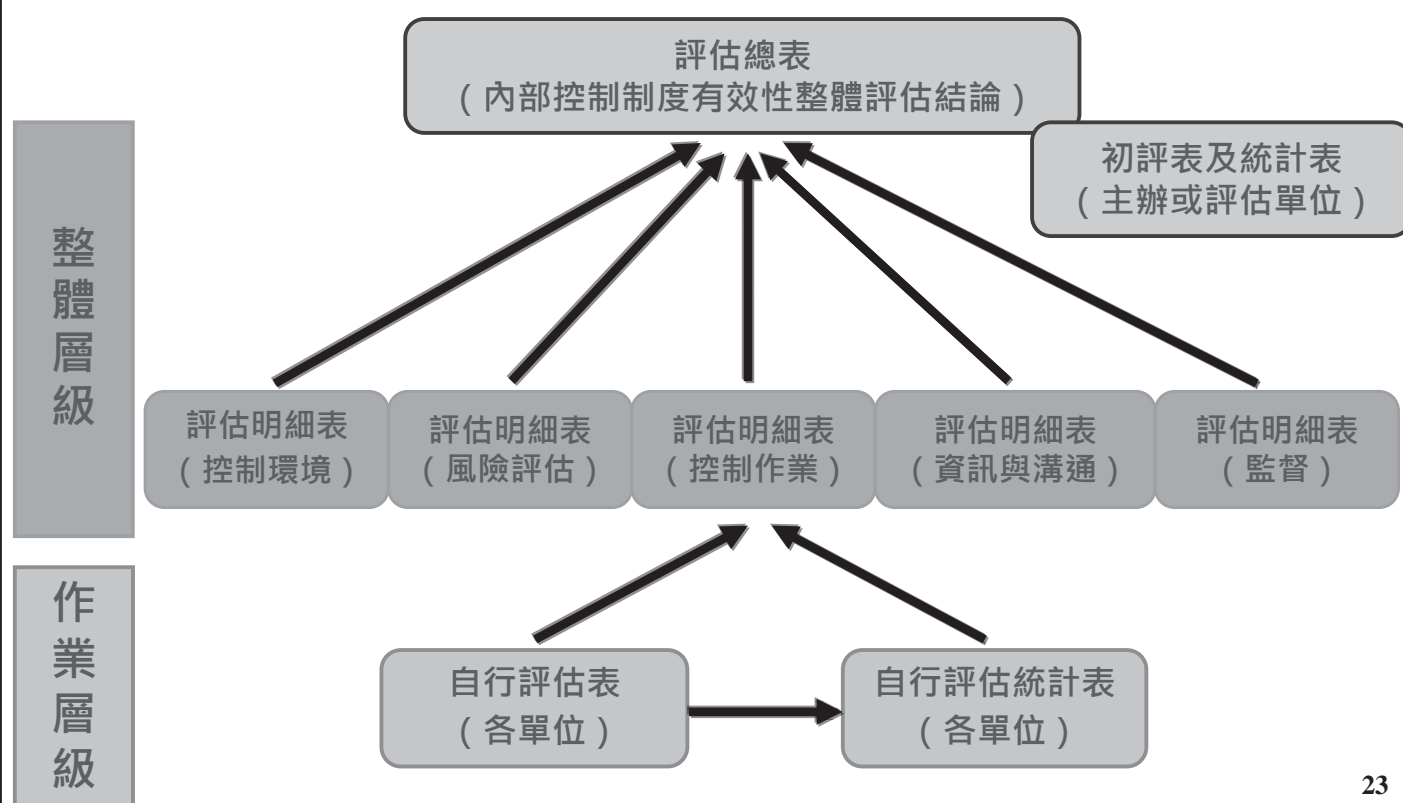 評估總表
（內部控制制度有效性整體評估結論）
初評表及統計表
（主辦或評估單位）
整體層級
評估明細表
（控制環境）
評估明細表
（風險評估）
評估明細表
（控制作業）
評估明細表
（資訊與溝通）
評估明細表
（監督）
作業層級
自行評估表
（各單位）
自行評估統計表
（各單位）
23